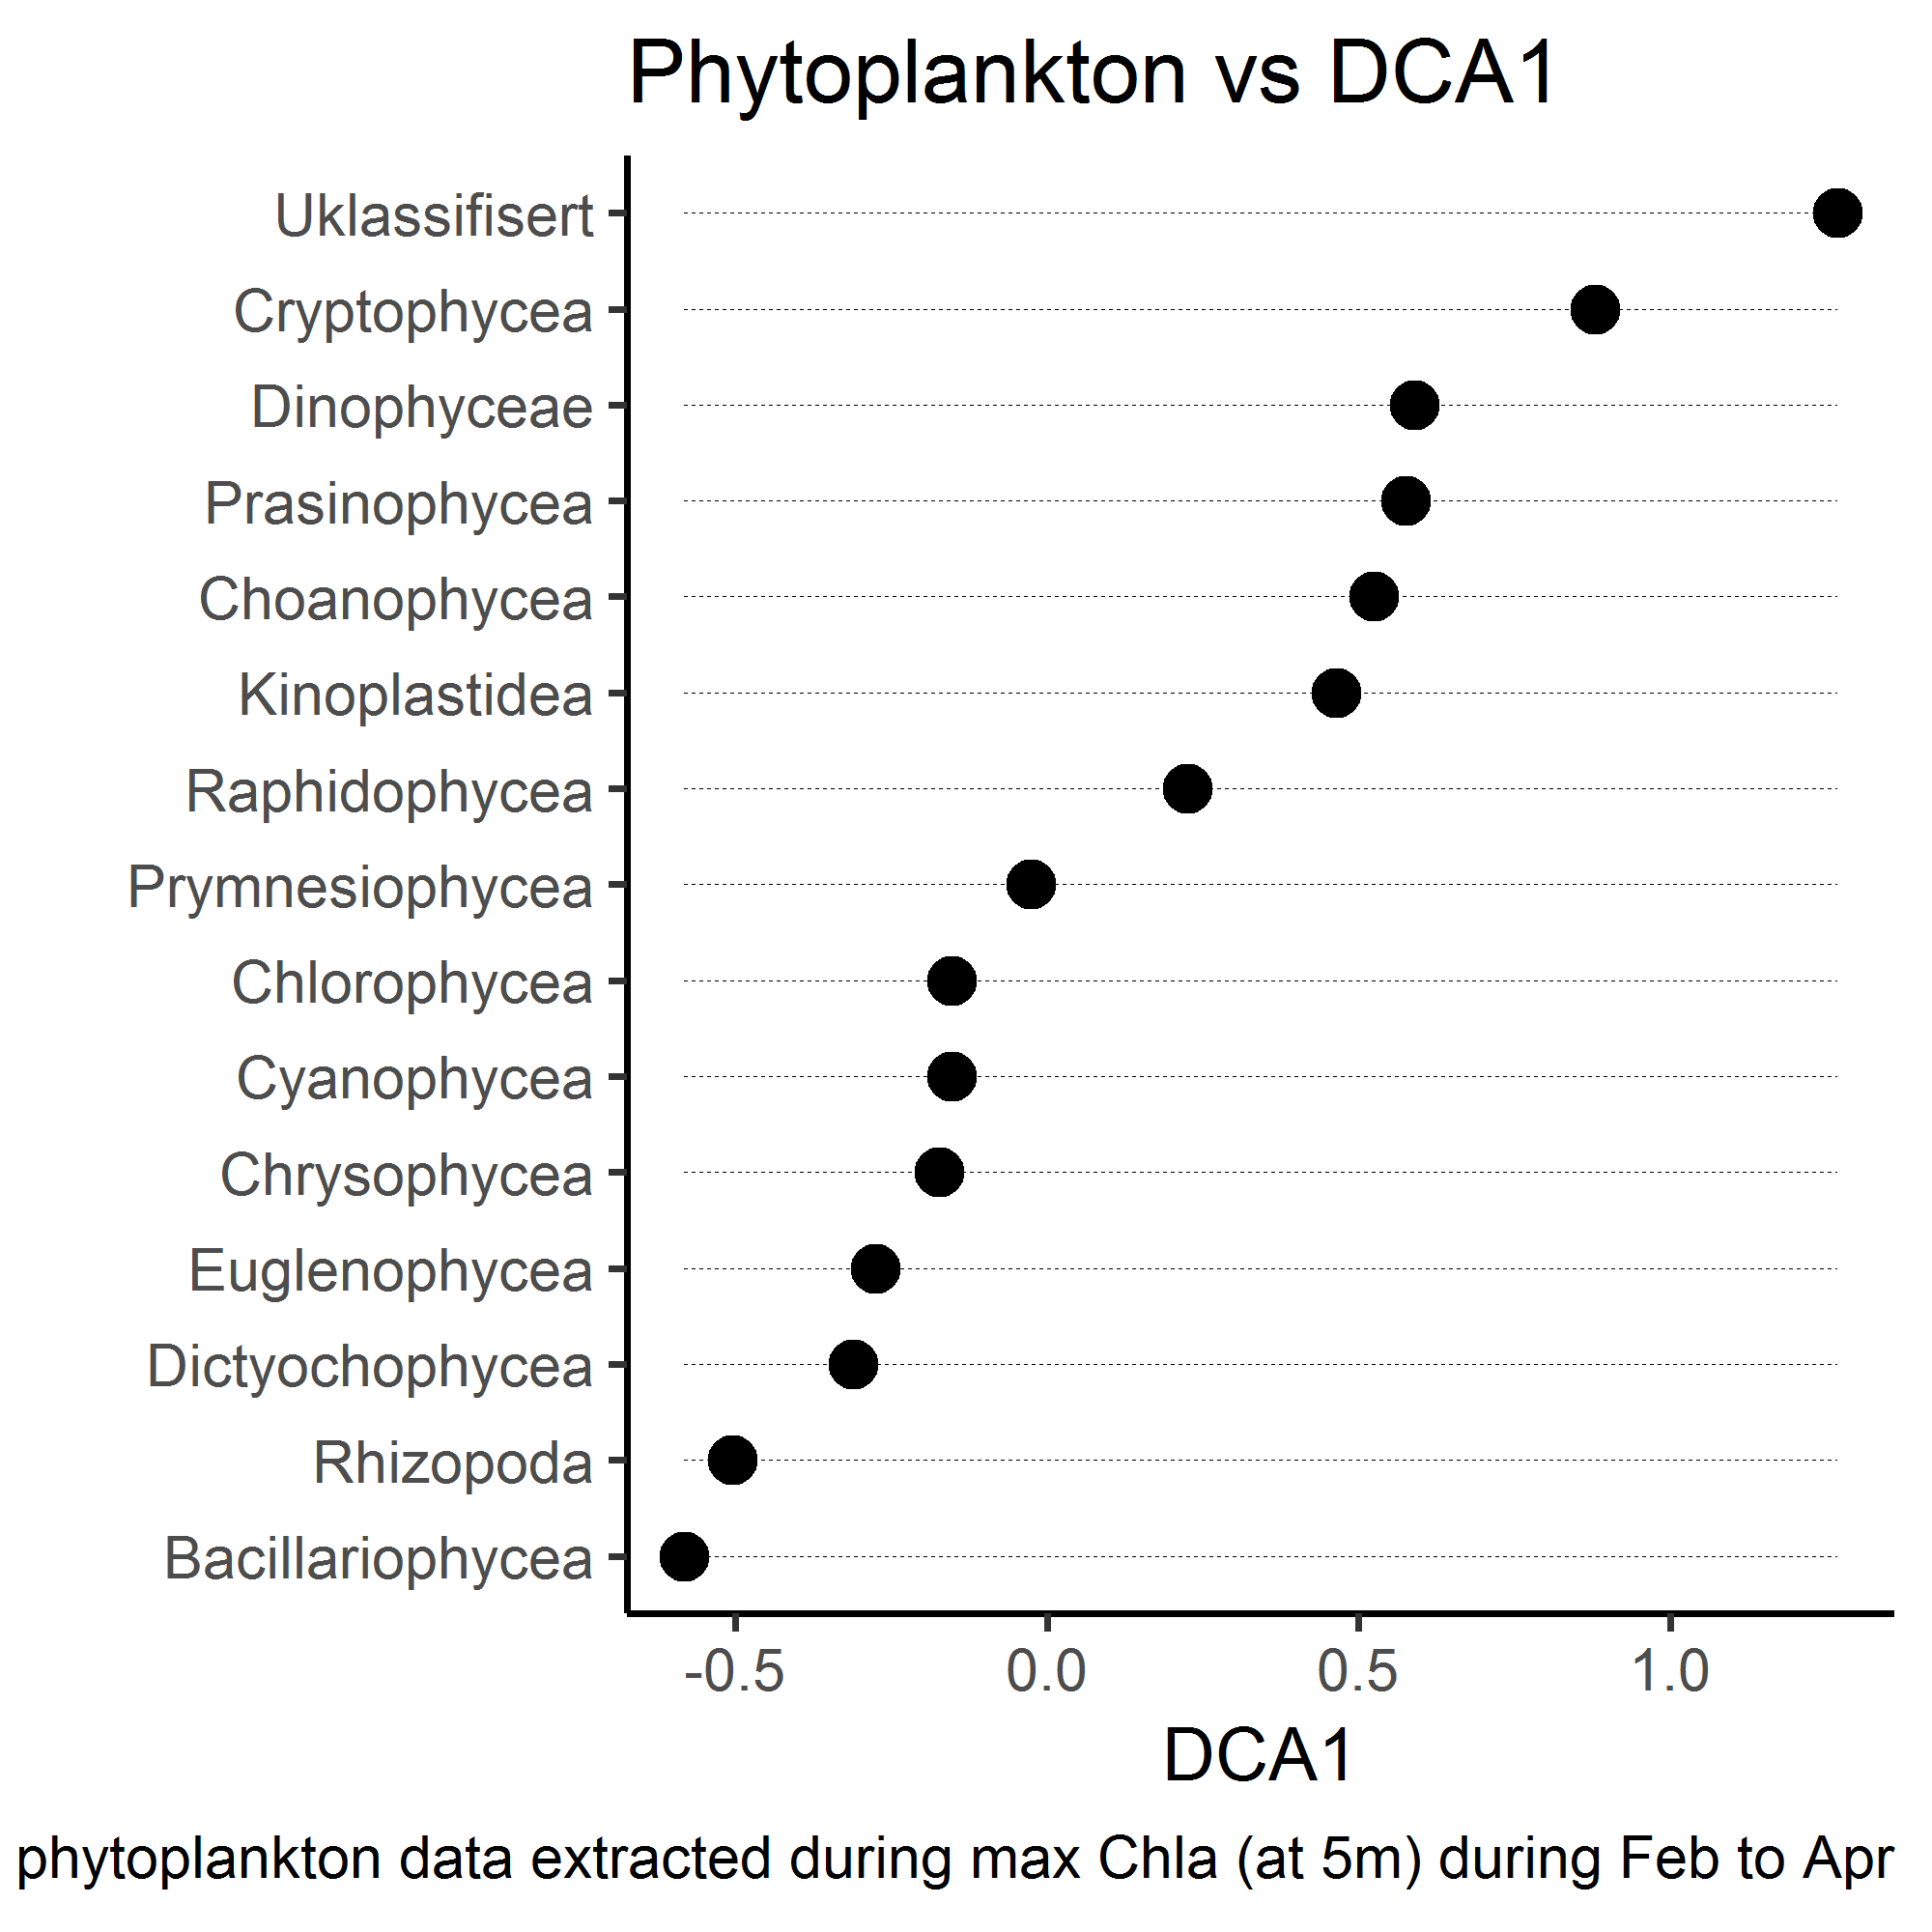 Phytoplankton vs DCA1
Uklassifisert
Cryptophycea
Dinophyceae
Prasinophycea
Choanophycea
Kinoplastidea
Raphidophycea
Prymnesiophycea
Chlorophycea
Cyanophycea
Chrysophycea
Euglenophycea
Dictyochophycea
Rhizopoda
Bacillariophycea
-0.5 0.0 0.5 1.0
DCA1
phytoplankton data extracted during max Chla (at 5m) during Feb to Apr